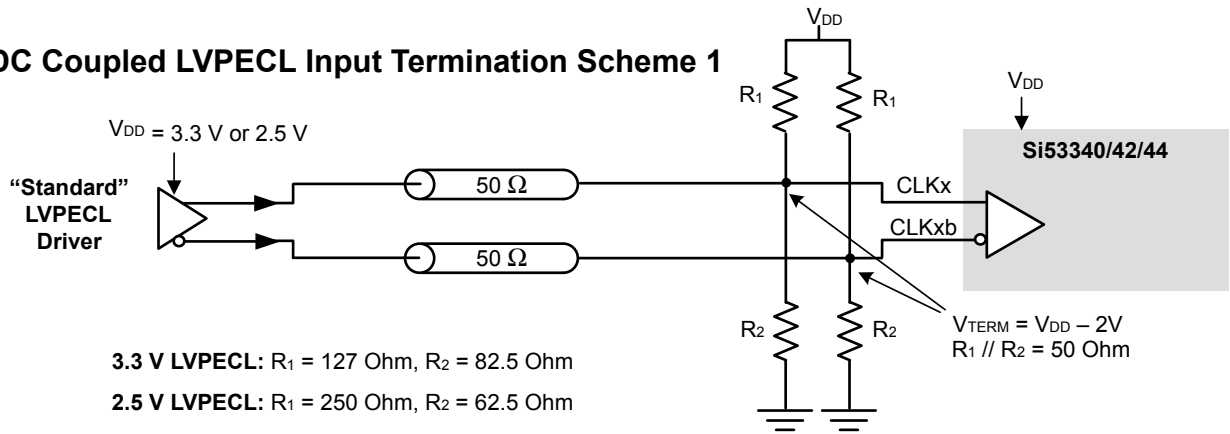 DC Coupled LVPECL Input Termination Scheme 1
VDD
R1
R1
VDD
VDD = 3.3 V or 2.5 V
Si53340/42/44
“Standard”
LVPECL
Driver
50 Ω
CLKx
50 Ω
CLKxb
R2
R2
VTERM = VDD – 2V
R1 // R2 = 50 Ohm
3.3 V LVPECL: R1 = 127 Ohm, R2 = 82.5 Ohm
2.5 V LVPECL: R1 = 250 Ohm, R2 = 62.5 Ohm